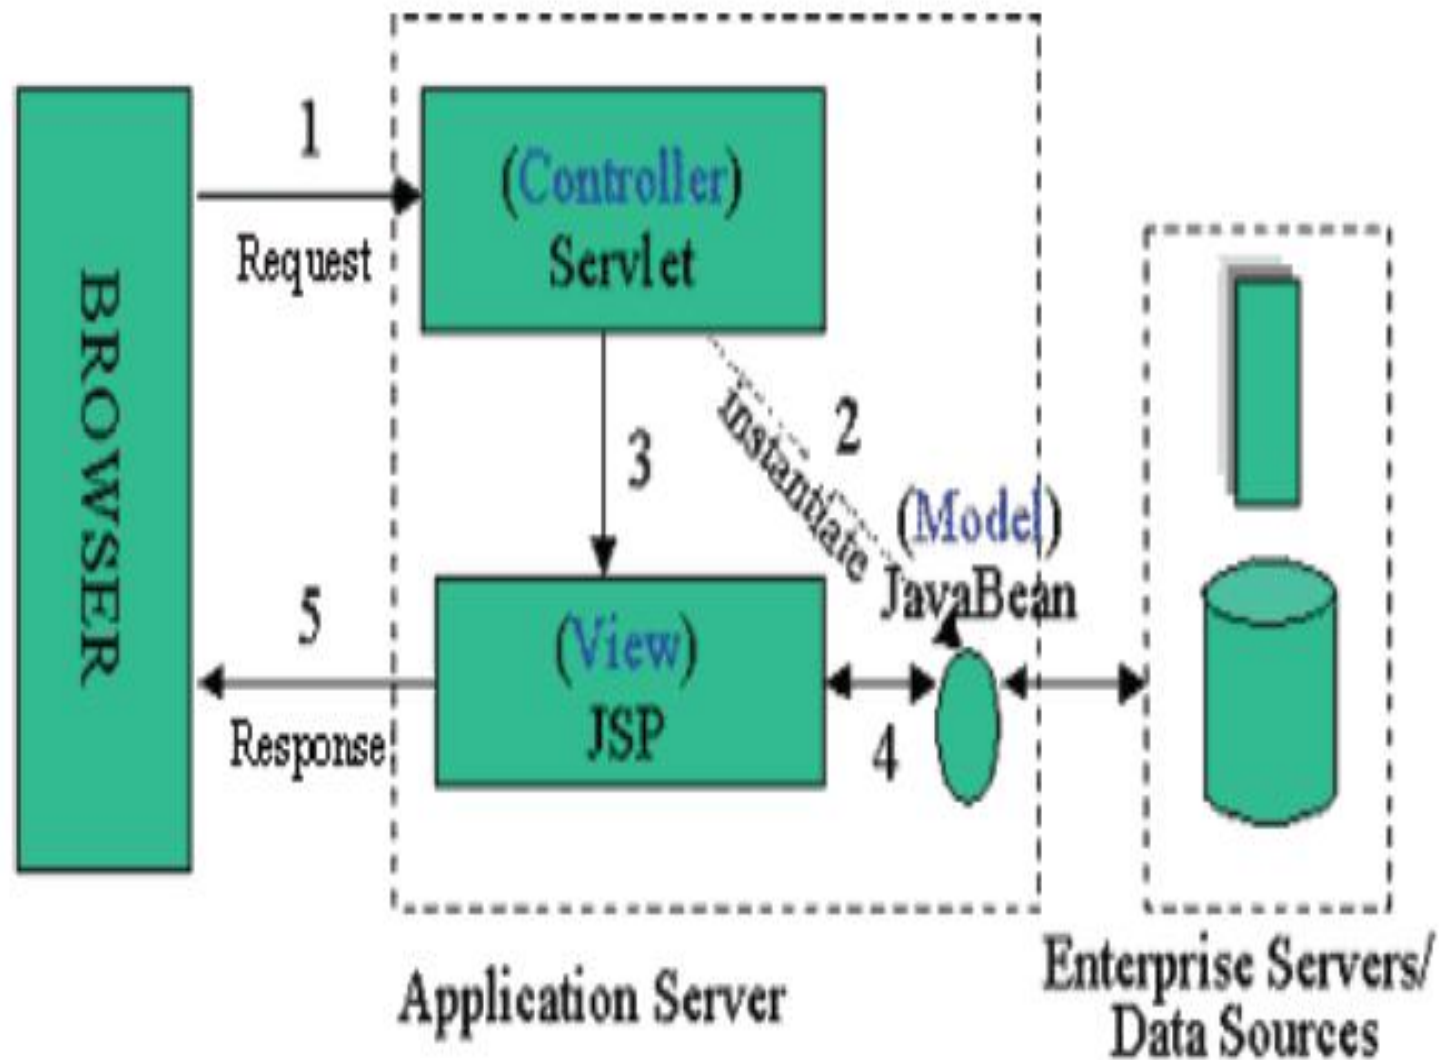 BROWSER
1
Request
(Controller)
Servlet
2
instantiate
3
(Model)
JavaBean
(View)
JSP
4
5
Response
Application Server
Enterprise Servers/
Data Sources